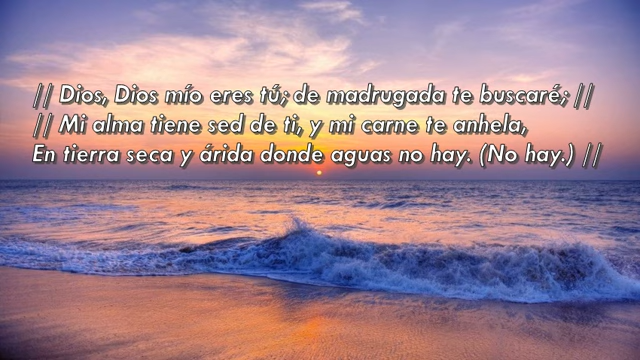 // Dios, Dios mío eres tú; de madrugada te buscaré; //
// Mi alma tiene sed de ti, y mi carne te anhela,
En tierra seca y árida donde aguas no hay. (No hay.) //